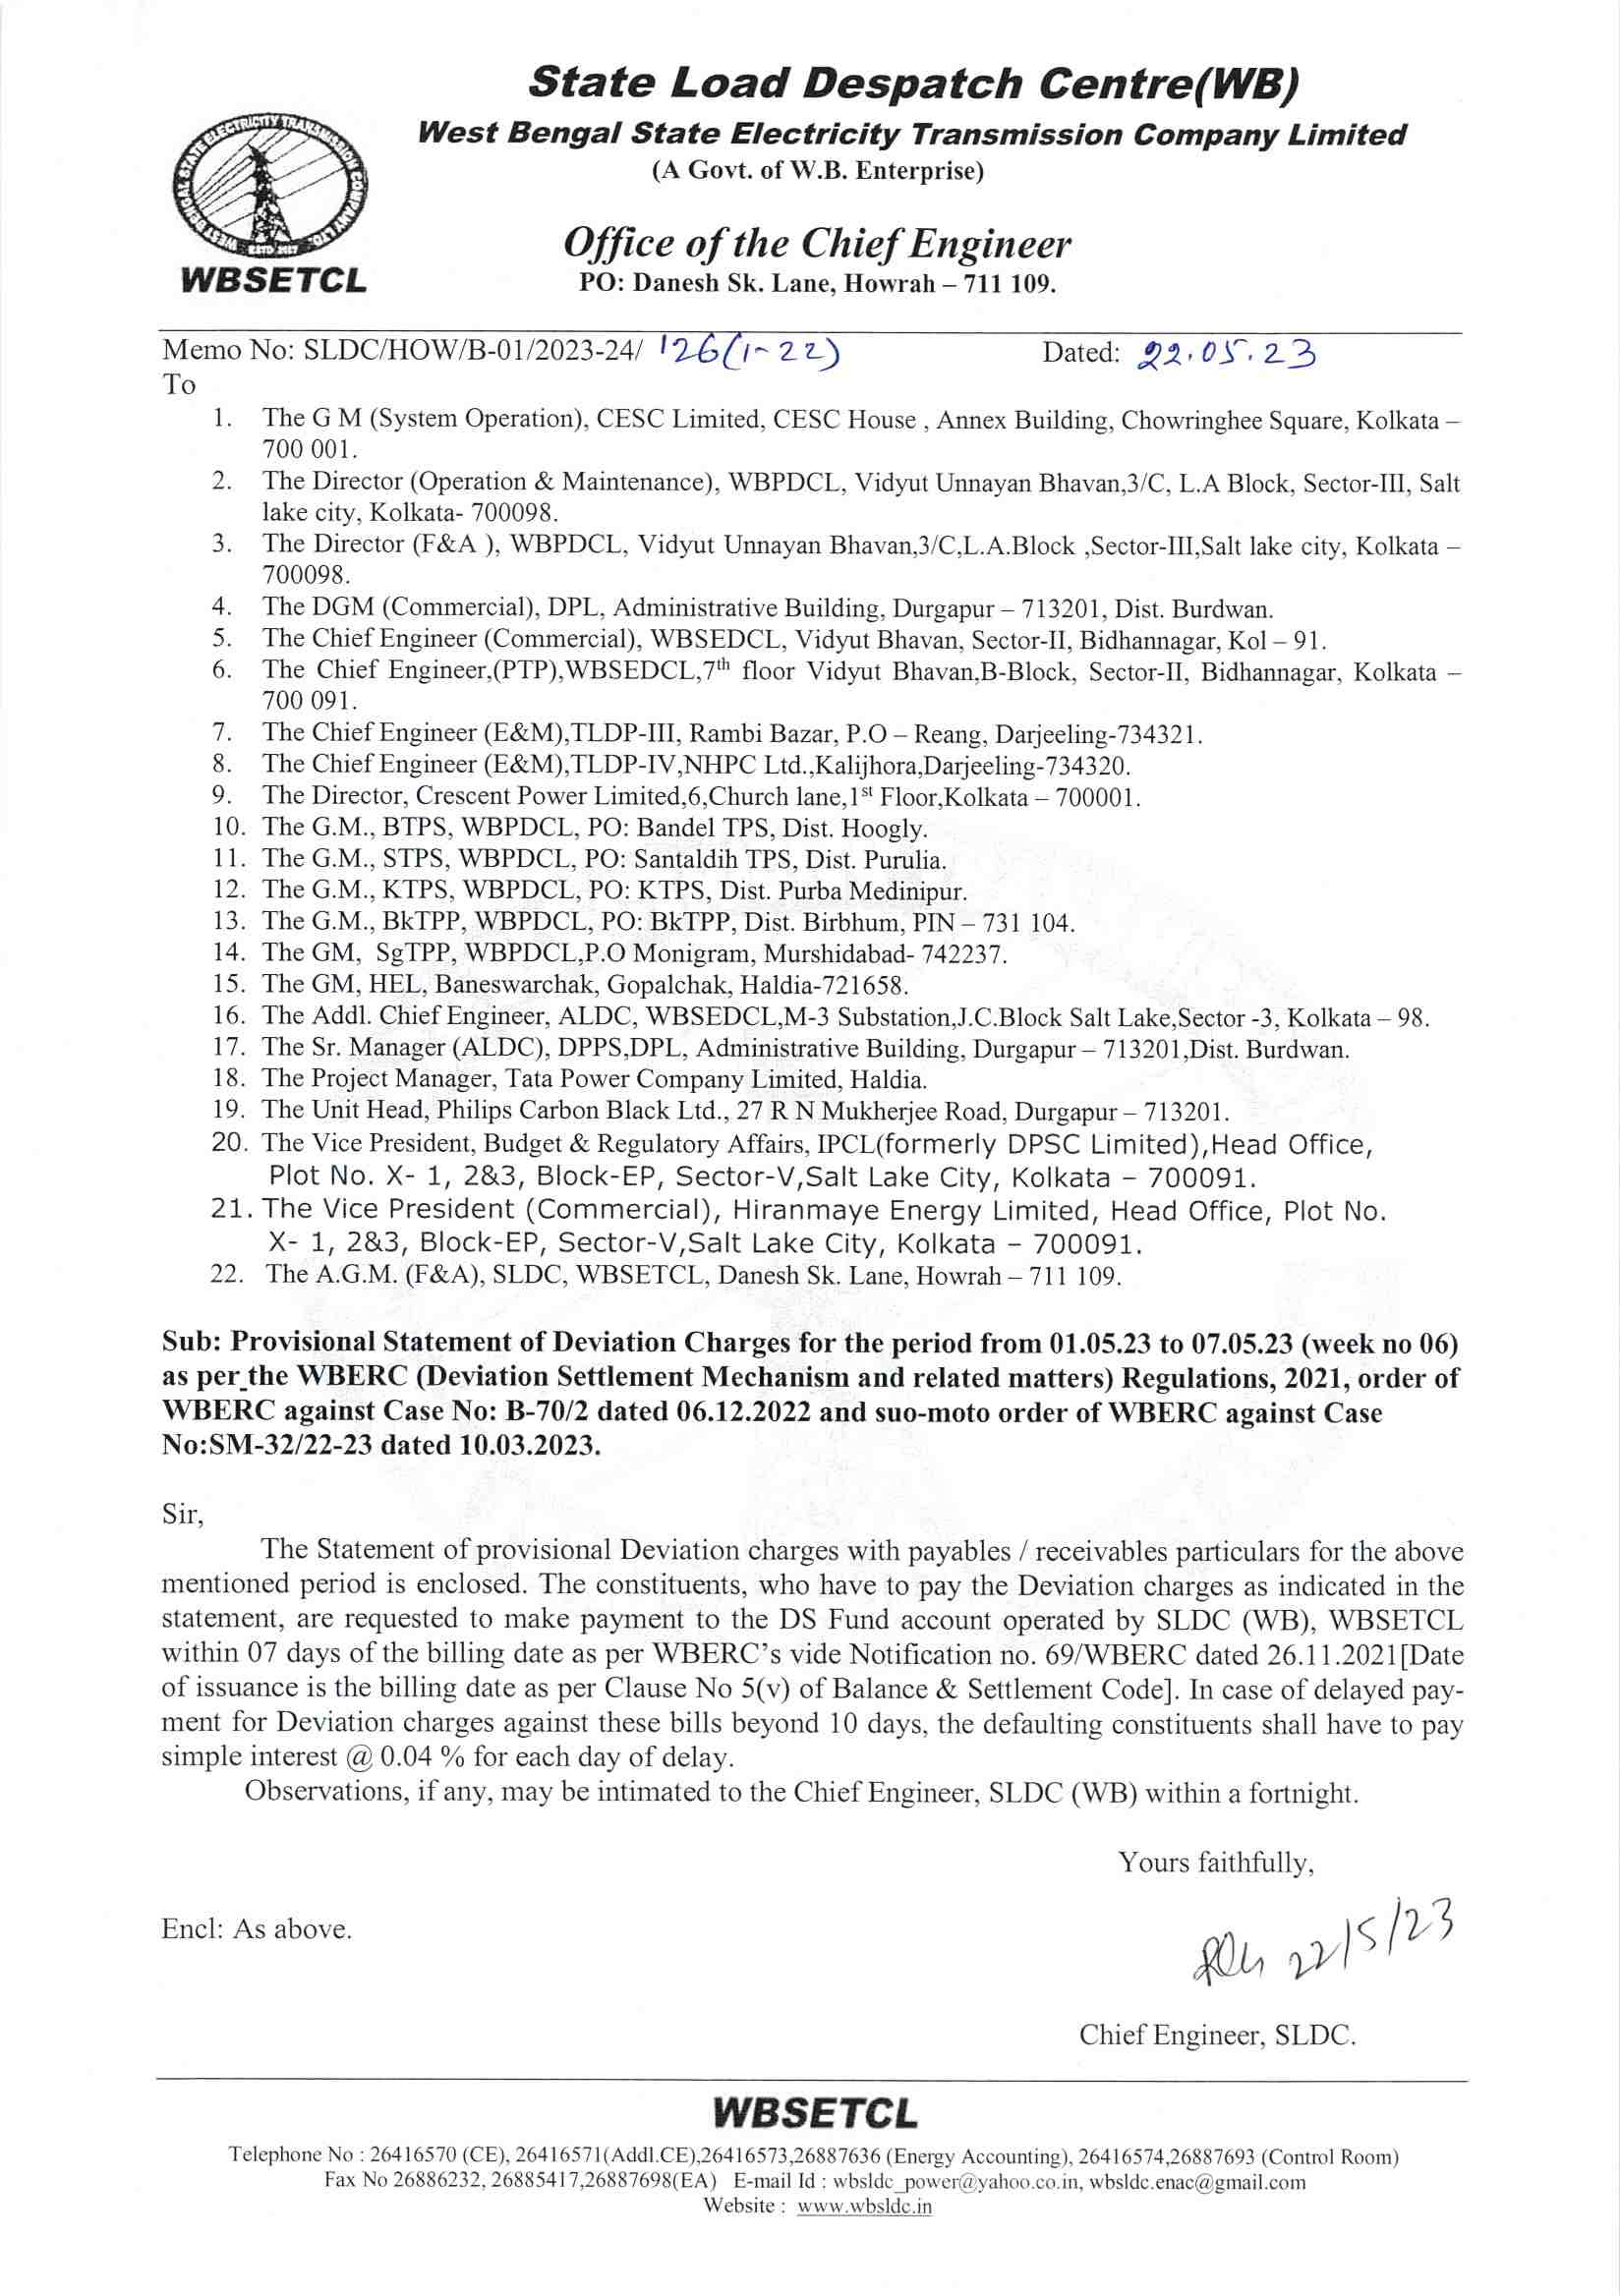 State Load Despatch Centre(WB)
West Bengal State Electricity Transmission Company Limited
(A Govt. of W.B. Enterprise)
WEST BENGAL STATE ELECTRICITY TRANSMISSION COMPANY LTD.
WBSETCL
Office of the Chief Engineer
PO: Danesh Sk. Lane, Howrah – 711 109.
Memo No: SLDC/HOW/B-01/2023-24/ 126(1-22) Dated: 22.05.23
To
1. The G M (System Operation), CESC Limited, CESC House , Annex Building, Chowringhee Square, Kolkata –
700 001.
2. The Director (Operation & Maintenance), WBPDCL, Vidyut Unnayan Bhavan,3/C, L.A Block, Sector-III, Salt
lake city, Kolkata- 700098.
3. The Director (F&A ), WBPDCL, Vidyut Unnayan Bhavan,3/C,L.A.Block ,Sector-III,Salt lake city, Kolkata –
700098.
4. The DGM (Commercial), DPL, Administrative Building, Durgapur – 713201, Dist. Burdwan.
5. The Chief Engineer (Commercial), WBSEDCL, Vidyut Bhavan, Sector-II, Bidhannagar, Kol – 91.
6. The Chief Engineer,(PTP),WBSEDCL,7th floor Vidyut Bhavan,B-Block, Sector-II, Bidhannagar, Kolkata –
700 091.
7. The Chief Engineer (E&M),TLDP-III, Rambi Bazar, P.O – Reang, Darjeeling-734321.
8. The Chief Engineer (E&M),TLDP-IV,NHPC Ltd.,Kalijhora,Darjeeling-734320.
9. The Director, Crescent Power Limited,6,Church lane,1st Floor,Kolkata – 700001.
10. The G.M., BTPS, WBPDCL, PO: Bandel TPS, Dist. Hoogly.
11. The G.M., STPS, WBPDCL, PO: Santaldih TPS, Dist. Purulia.
12. The G.M., KTPS, WBPDCL, PO: KTPS, Dist. Purba Medinipur.
13. The G.M., BkTPP, WBPDCL, PO: BkTPP, Dist. Birbhum, PIN – 731 104.
14. The GM, SgTPP, WBPDCL,P.O Monigram, Murshidabad- 742237.
15. The GM, HEL, Baneswarchak, Gopalchak, Haldia-721658.
16. The Addl. Chief Engineer, ALDC, WBSEDCL,M-3 Substation,J.C.Block Salt Lake,Sector -3, Kolkata – 98.
17. The Sr. Manager (ALDC), DPPS,DPL, Administrative Building, Durgapur – 713201,Dist. Burdwan.
18. The Project Manager, Tata Power Company Limited, Haldia.
19. The Unit Head, Philips Carbon Black Ltd., 27 R N Mukherjee Road, Durgapur – 713201.
20. The Vice President, Budget & Regulatory Affairs, IPCL(formerly DPSC Limited),Head Office,
Plot No. X- 1, 2&3, Block-EP, Sector-V,Salt Lake City, Kolkata – 700091.
21. The Vice President (Commercial), Hiranmaye Energy Limited, Head Office, Plot No.
X- 1, 2&3, Block-EP, Sector-V,Salt Lake City, Kolkata – 700091.
22. The A.G.M. (F&A), SLDC, WBSETCL, Danesh Sk. Lane, Howrah – 711 109.
Sub: Provisional Statement of Deviation Charges for the period from 01.05.23 to 07.05.23 (week no 06)
as per the WBERC (Deviation Settlement Mechanism and related matters) Regulations, 2021, order of
WBERC against Case No: B-70/2 dated 06.12.2022 and suo-moto order of WBERC against Case
No:SM-32/22-23 dated 10.03.2023.
Sir,
The Statement of provisional Deviation charges with payables / receivables particulars for the above
mentioned period is enclosed. The constituents, who have to pay the Deviation charges as indicated in the
statement, are requested to make payment to the DS Fund account operated by SLDC (WB), WBSETCL
within 07 days of the billing date as per WBERC’s vide Notification no. 69/WBERC dated 26.11.2021[Date
of issuance is the billing date as per Clause No 5(v) of Balance & Settlement Code]. In case of delayed pay-
ment for Deviation charges against these bills beyond 10 days, the defaulting constituents shall have to pay
simple interest @ 0.04 % for each day of delay.
Observations, if any, may be intimated to the Chief Engineer, SLDC (WB) within a fortnight.
Yours faithfully,
Encl: As above.
22/5/23
Chief Engineer, SLDC.
WBSETCL
Telephone No : 26416570 (CE), 26416571(Addl.CE),26416573,26887636 (Energy Accounting), 26416574,26887693 (Control Room)
Fax No 26886232, 26885417,26887698(EA) E-mail Id : wbsldc_power@yahoo.co.in, wbsldc.enac@gmail.com
Website : www.wbsldc.in